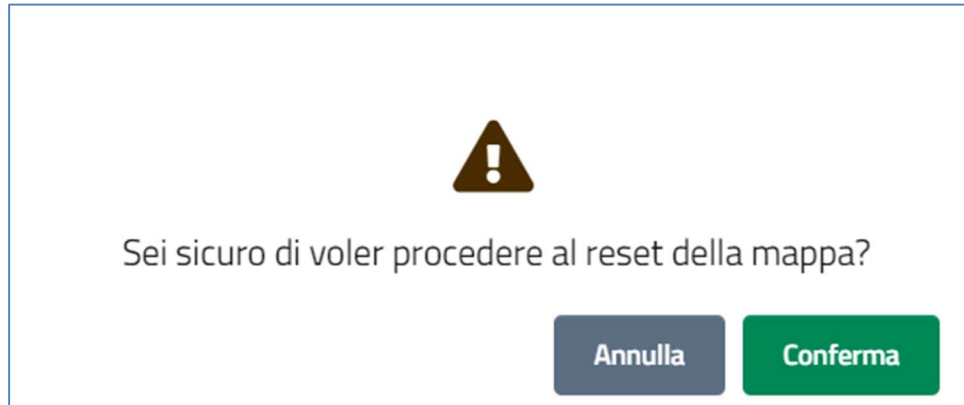 Sei sicuro di voler procedere al reset della mappa?
Annulla Conferma